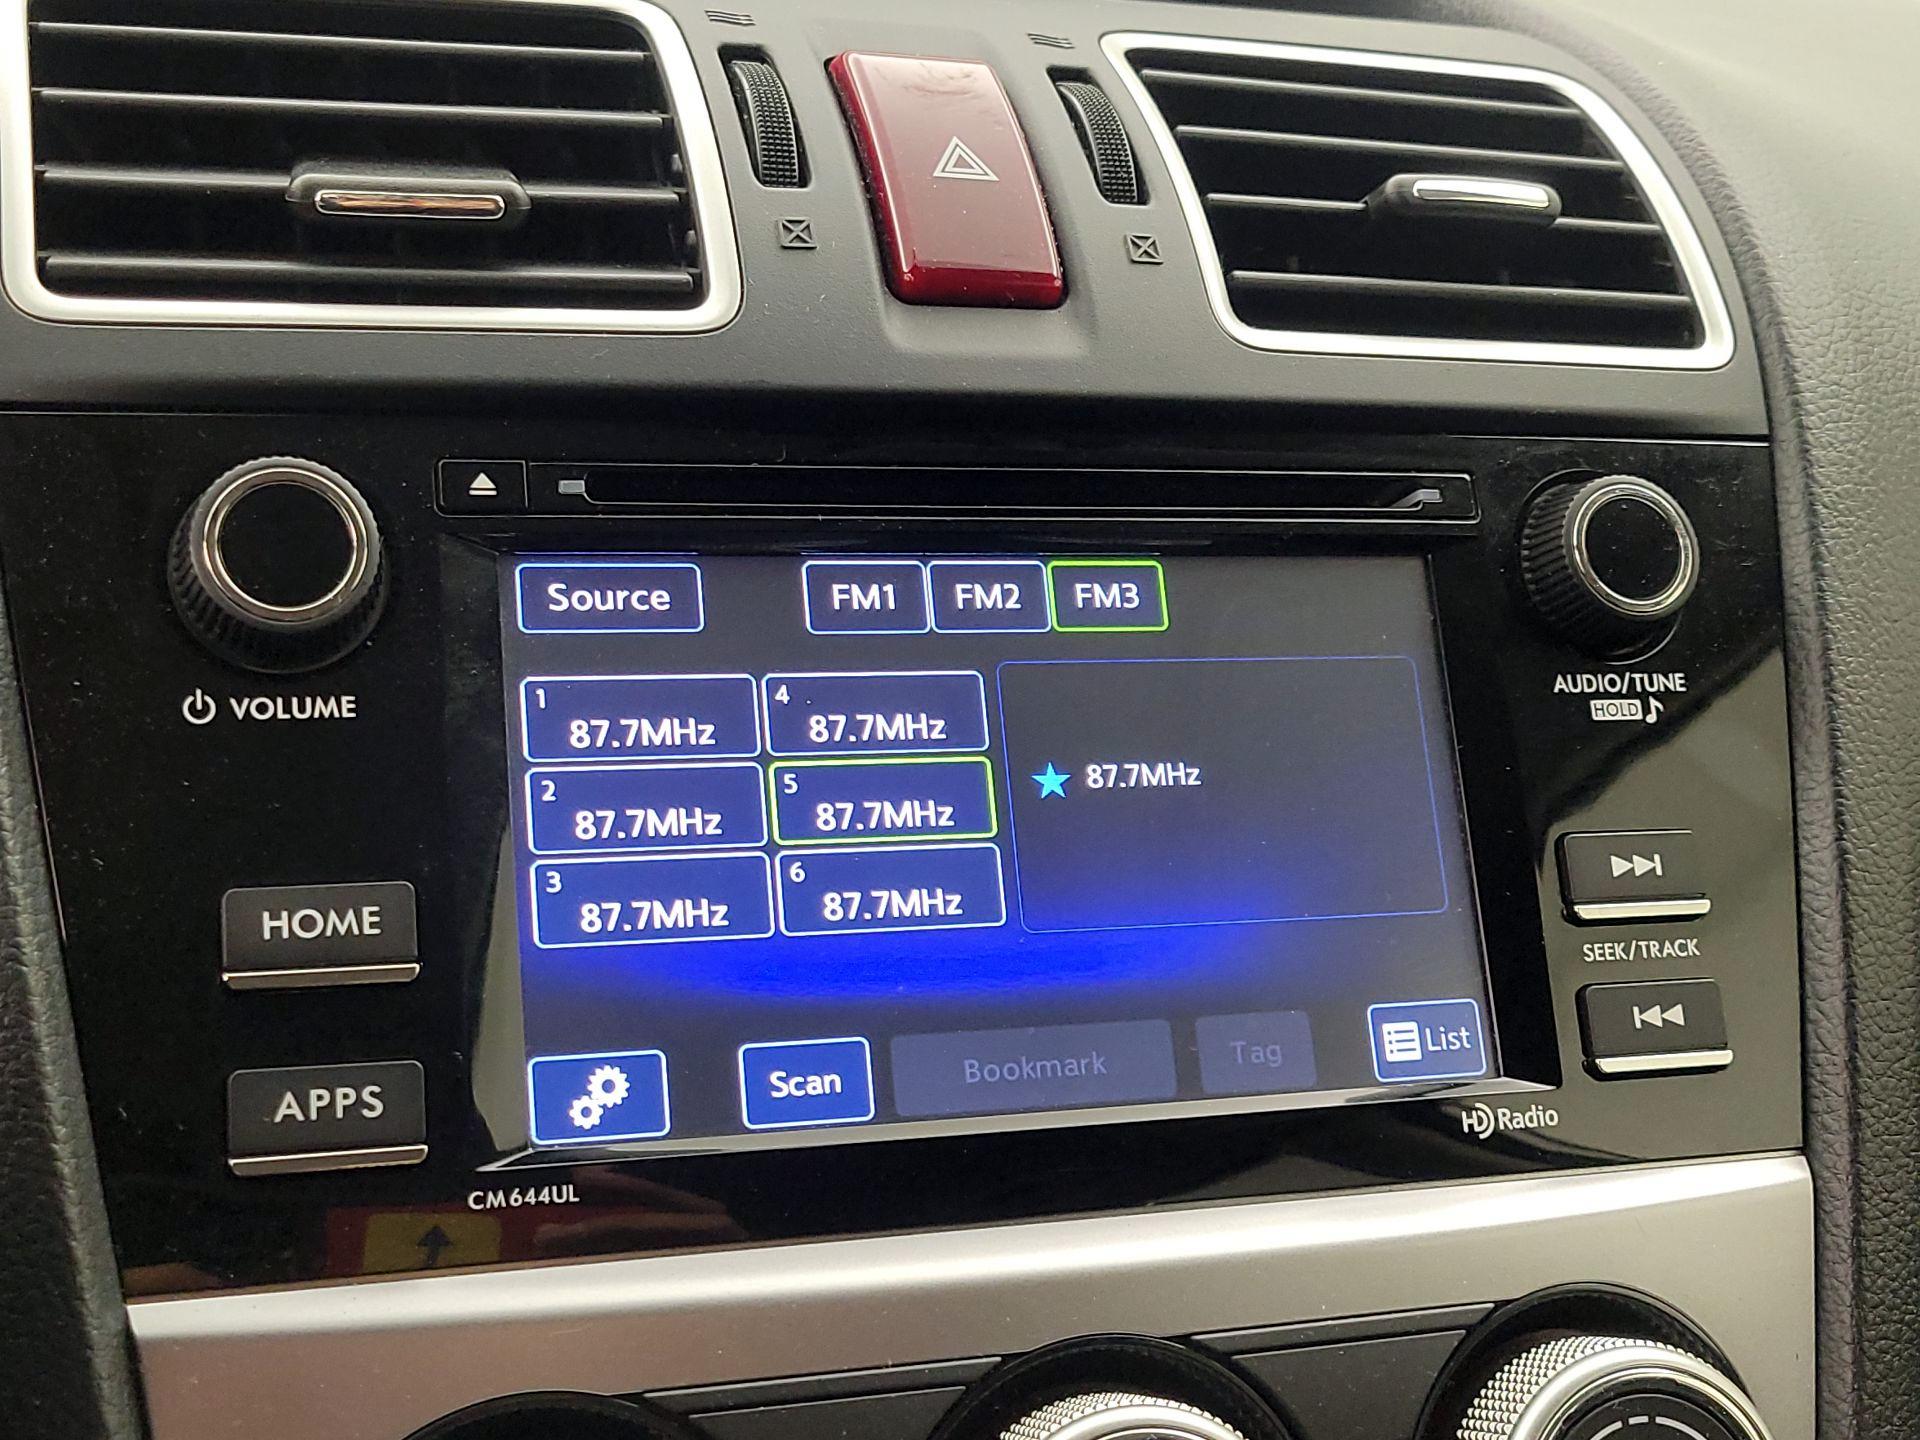 Source
FM1
FM2
FM3
1
87.7MHz
4
87.7MHz
2
87.7MHz
5
87.7MHz
3
87.7MHz
6
87.7MHz
87.7MHz
Scan
Bookmark
Tag
List
VOLUME
HOME
APPS
AUDIO/TUNE
HOLD
SEEK/TRACK
HD Radio
CM644UL